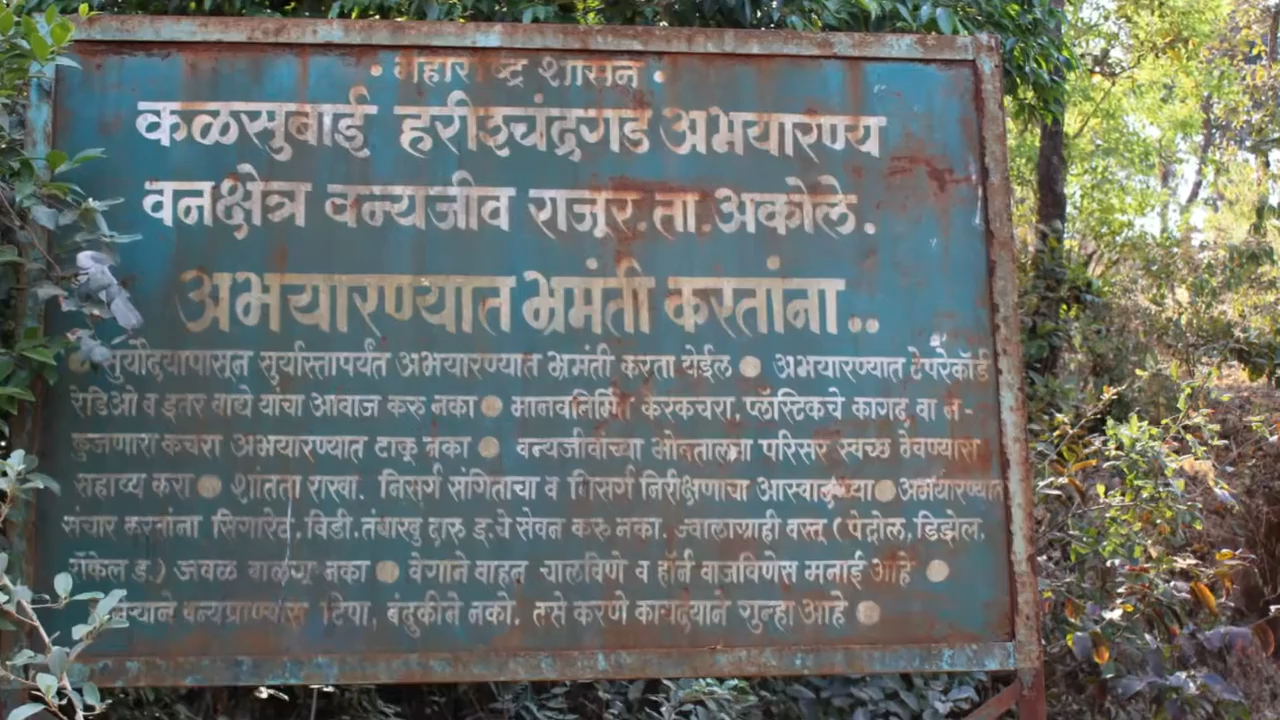 • महाराष्ट्र शासन •
कळसुबाई हरीश्चंद्रगड अभयारण्य
वनक्षेत्र वन्यजीव राजूर. ता. अकोले.
अभयारण्यात भ्रमंती करतांना..
● सुर्योदयापासून सुर्यास्तापर्यंत अभयारण्यात भ्रमंती करता येईल ● अभयारण्यात टेपरेकॉर्ड
रेडिओ व इतर वाद्ये यांचा आवाज करु नका ● मानवनिर्मित केरकचरा, प्लॅस्टिकचे कागद, वा न-
कुजणारा कचरा अभयारण्यात टाकू नका ● वन्यजीवांच्या भोवतालचा परिसर स्वच्छ ठेवण्यास
सहाय्य करा ● शांतता राखा. निसर्ग संगिताचा व निसर्ग निरीक्षणाचा आस्वाद घ्या ● अभयारण्यात
संचार करतांना सिगारेट, विडी, तंबाखु दारु इ.चे सेवन करु नका. ज्वालाग्राही वस्तू (पेट्रोल, डिझेल,
रॉकेल इ.) जवळ बाळगू नका ● वेगाने वाहन चालविणे व हॉर्न वाजविणेस मनाई आहे ●
वन्यप्राण्यांस टिपा, बंदुकीने नको. तसे करणे कायद्याने गुन्हा आहे ●